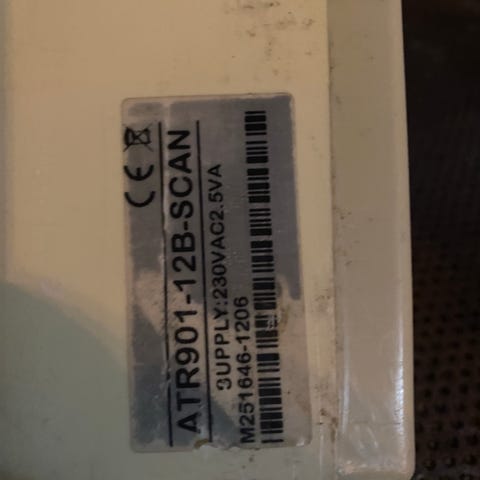 CE
ATR901-12B-SCAN
SUPPLY:230VAC2.5VA
M251646-1206